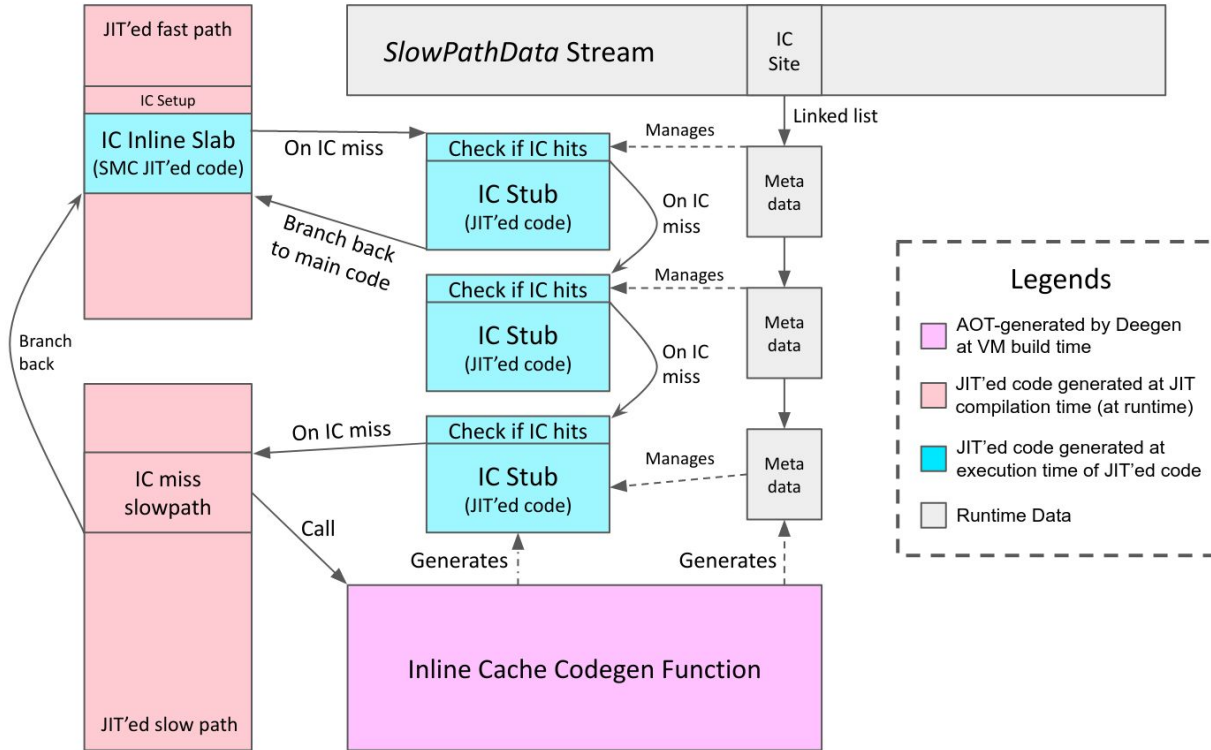 JIT’ed fast path
IC Setup
IC Inline Slab
(SMC JIT’ed code)
On IC miss
SlowPathData Stream
IC
Site
Linked list
Manages
Check if IC hits
IC Stub
(JIT’ed code)
Meta
data
On IC
miss
Branch back
to main code
Manages
Check if IC hits
IC Stub
(JIT’ed code)
Meta
data
On IC
miss
Branch
back
On IC miss
Check if IC hits
IC Stub
(JIT’ed code)
Manages
Meta
data
IC miss
slowpath
Call
Generates
Generates
Inline Cache Codegen Function
JIT’ed slow path
Legends
AOT-generated by Deegen
at VM build time
JIT’ed code generated at JIT
compilation time (at runtime)
JIT’ed code generated at
execution time of JIT’ed code
Runtime Data